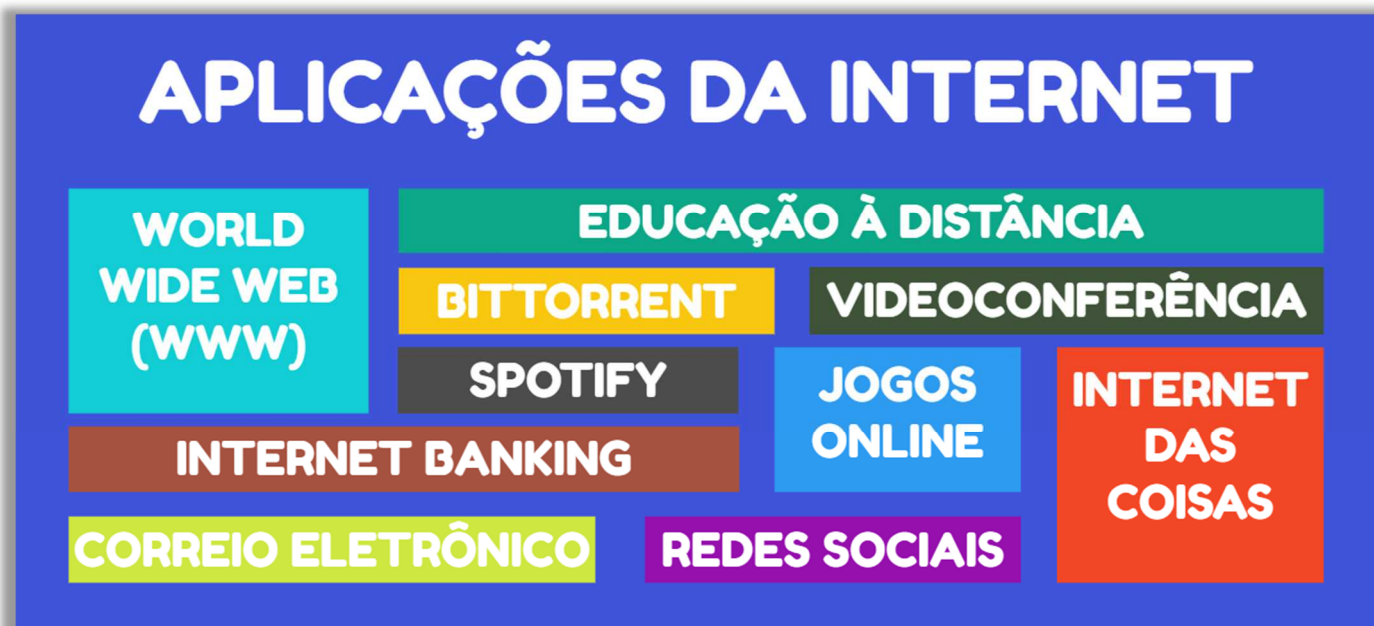 APLICAÇÕES DA INTERNET
WORLD
WIDE WEB
(WWW)
EDUCAÇÃO À DISTÂNCIA
BITTORRENT
VIDEOCONFERÊNCIA
SPOTIFY
JOGOS
ONLINE
INTERNET
DAS
COISAS
INTERNET BANKING
CORREIO ELETRÔNICO
REDES SOCIAIS